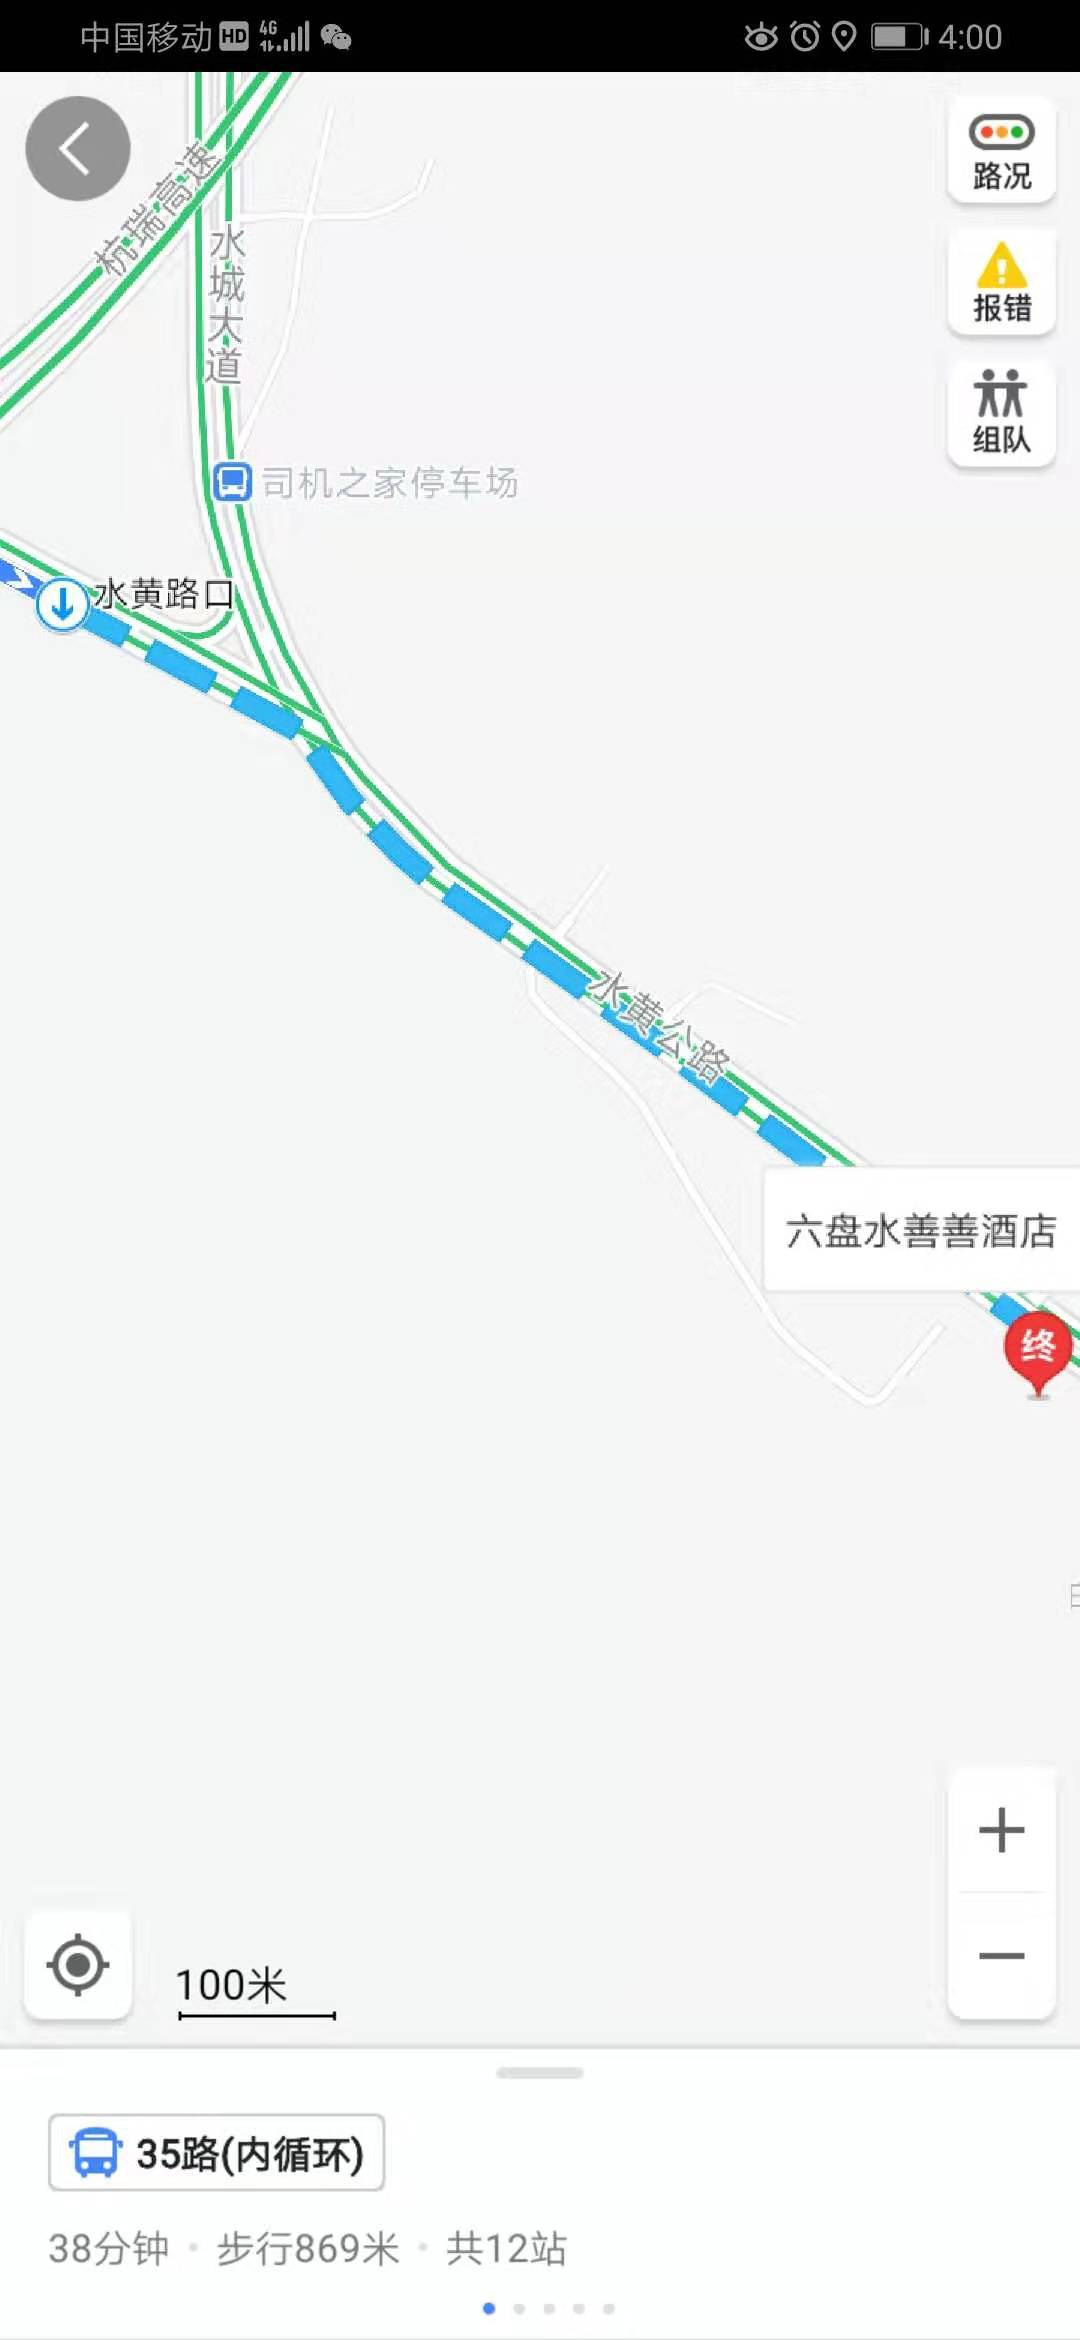 中国移动 HD 4G 4:00
路况
报错
组队
杭瑞高速
水城大道
司机之家停车场
水黄路口
水黄公路
六盘水善善酒店
终
100米
35路(内循环)
38分钟 · 步行869米 · 共12站